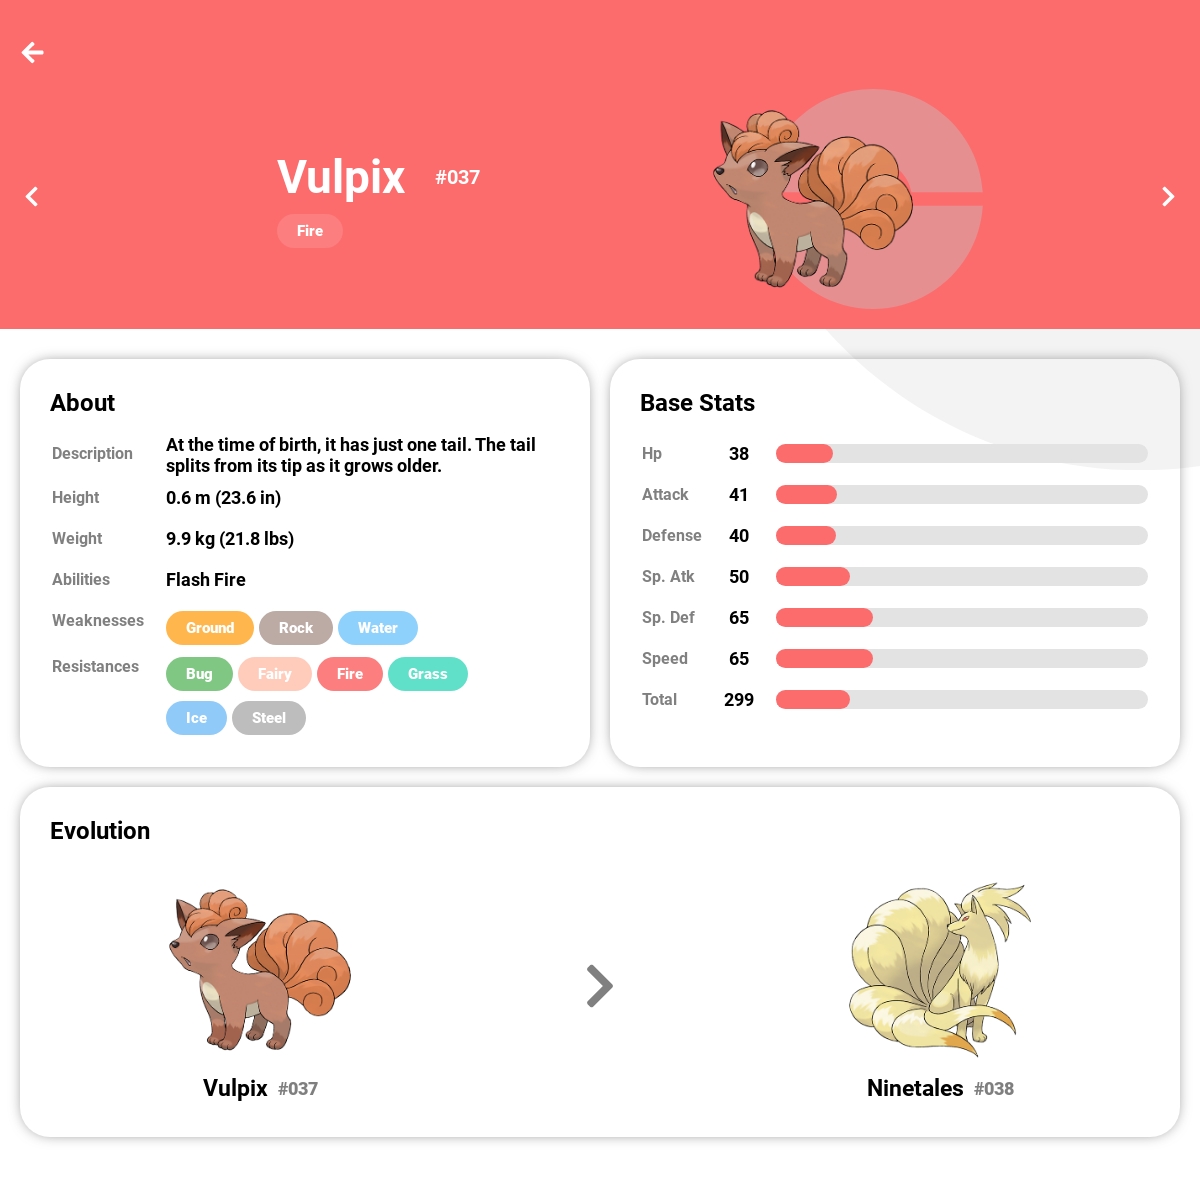 Vulpix #037
Fire
About
Description At the time of birth, it has just one tail. The tail
splits from its tip as it grows older.
Height 0.6 m (23.6 in)
Weight 9.9 kg (21.8 lbs)
Abilities Flash Fire
Weaknesses Ground Rock Water
Resistances Bug Fairy Fire Grass
Ice Steel
Base Stats
Hp 38
Attack 41
Defense 40
Sp. Atk 50
Sp. Def 65
Speed 65
Total 299
Evolution
Vulpix #037
Ninetales #038